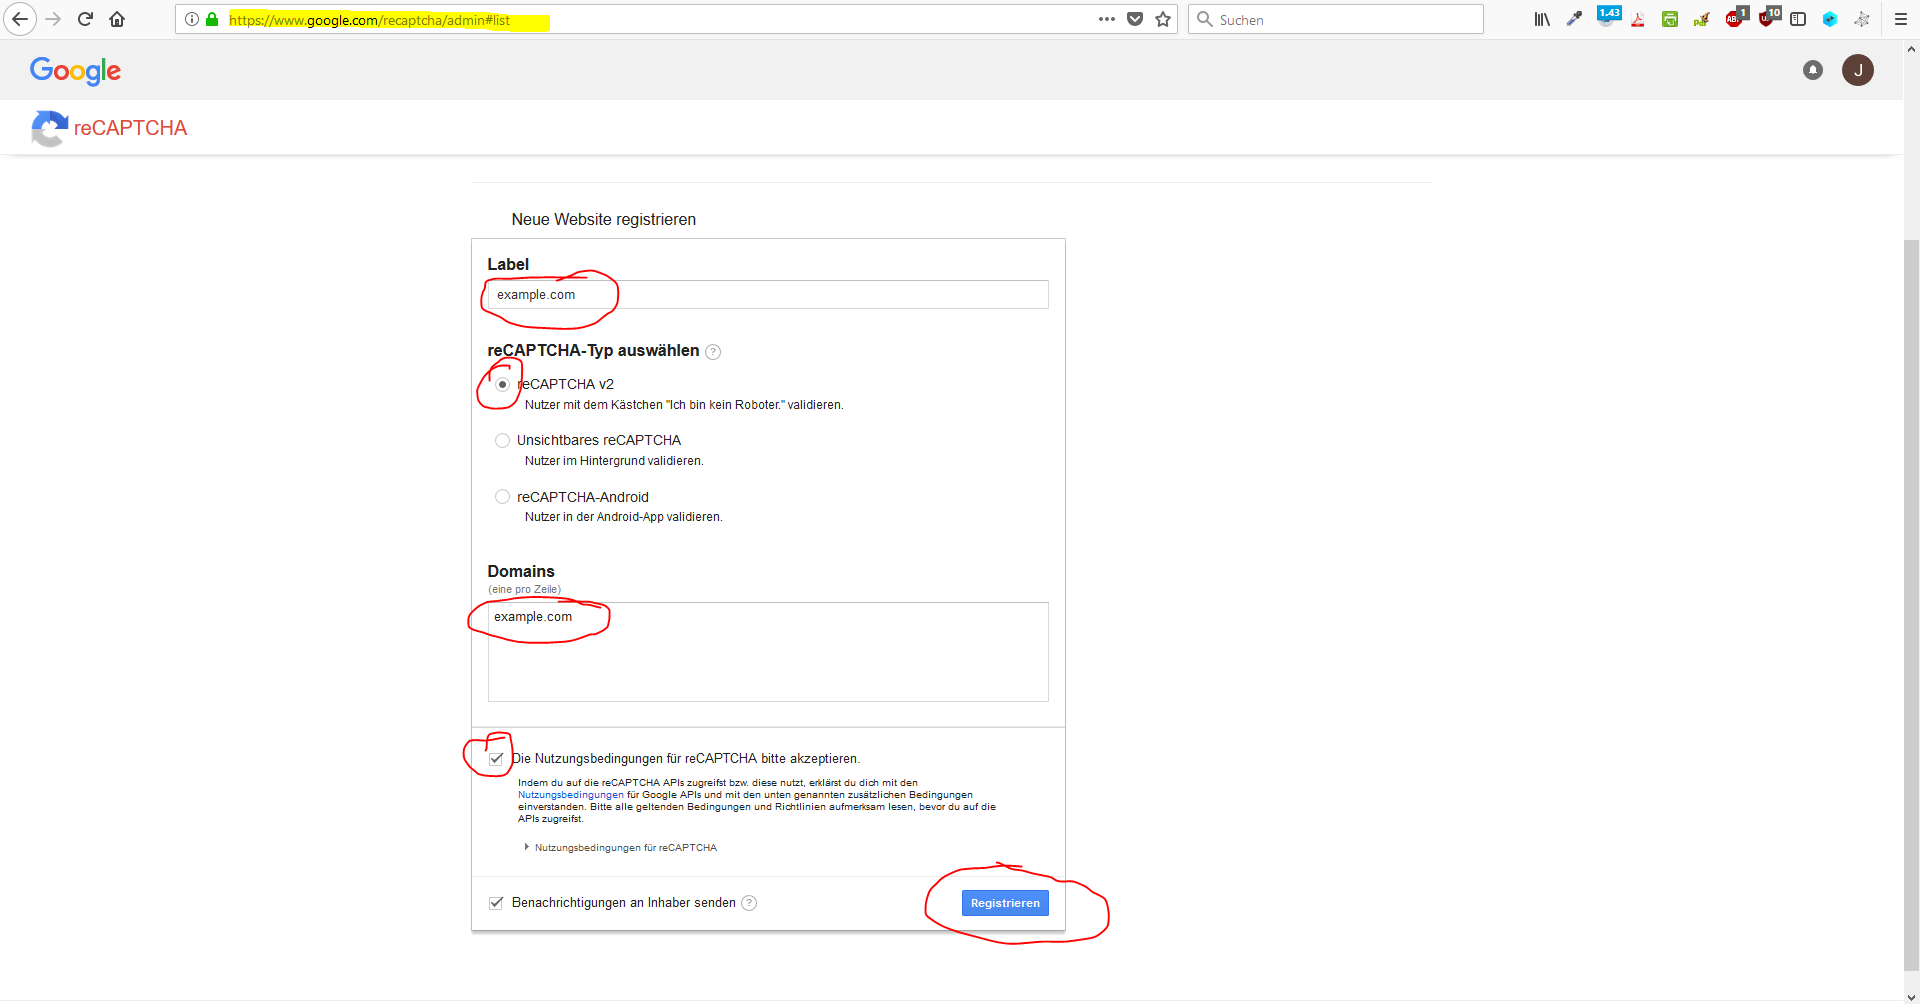 https://www.google.com/recaptcha/admin#list
Suchen
1.43
ABP
1
10
Google
J
reCAPTCHA
Neue Website registrieren
Label
example.com
reCAPTCHA-Typ auswählen ?
reCAPTCHA v2
Nutzer mit dem Kästchen "Ich bin kein Roboter." validieren.
Unsichtbares reCAPTCHA
Nutzer im Hintergrund validieren.
reCAPTCHA-Android
Nutzer in der Android-App validieren.
Domains
(eine pro Zeile)
example.com
Die Nutzungsbedingungen für reCAPTCHA bitte akzeptieren.
Indem du auf die reCAPTCHA APIs zugreifst bzw. diese nutzt, erklärst du dich mit den
Nutzungsbedingungen für Google APIs und mit den unten genannten zusätzlichen Bedingungen
einverstanden. Bitte alle geltenden Bedingungen und Richtlinien aufmerksam lesen, bevor du auf die
APIs zugreifst.
Nutzungsbedingungen für reCAPTCHA
Benachrichtigungen an Inhaber senden ?
Registrieren